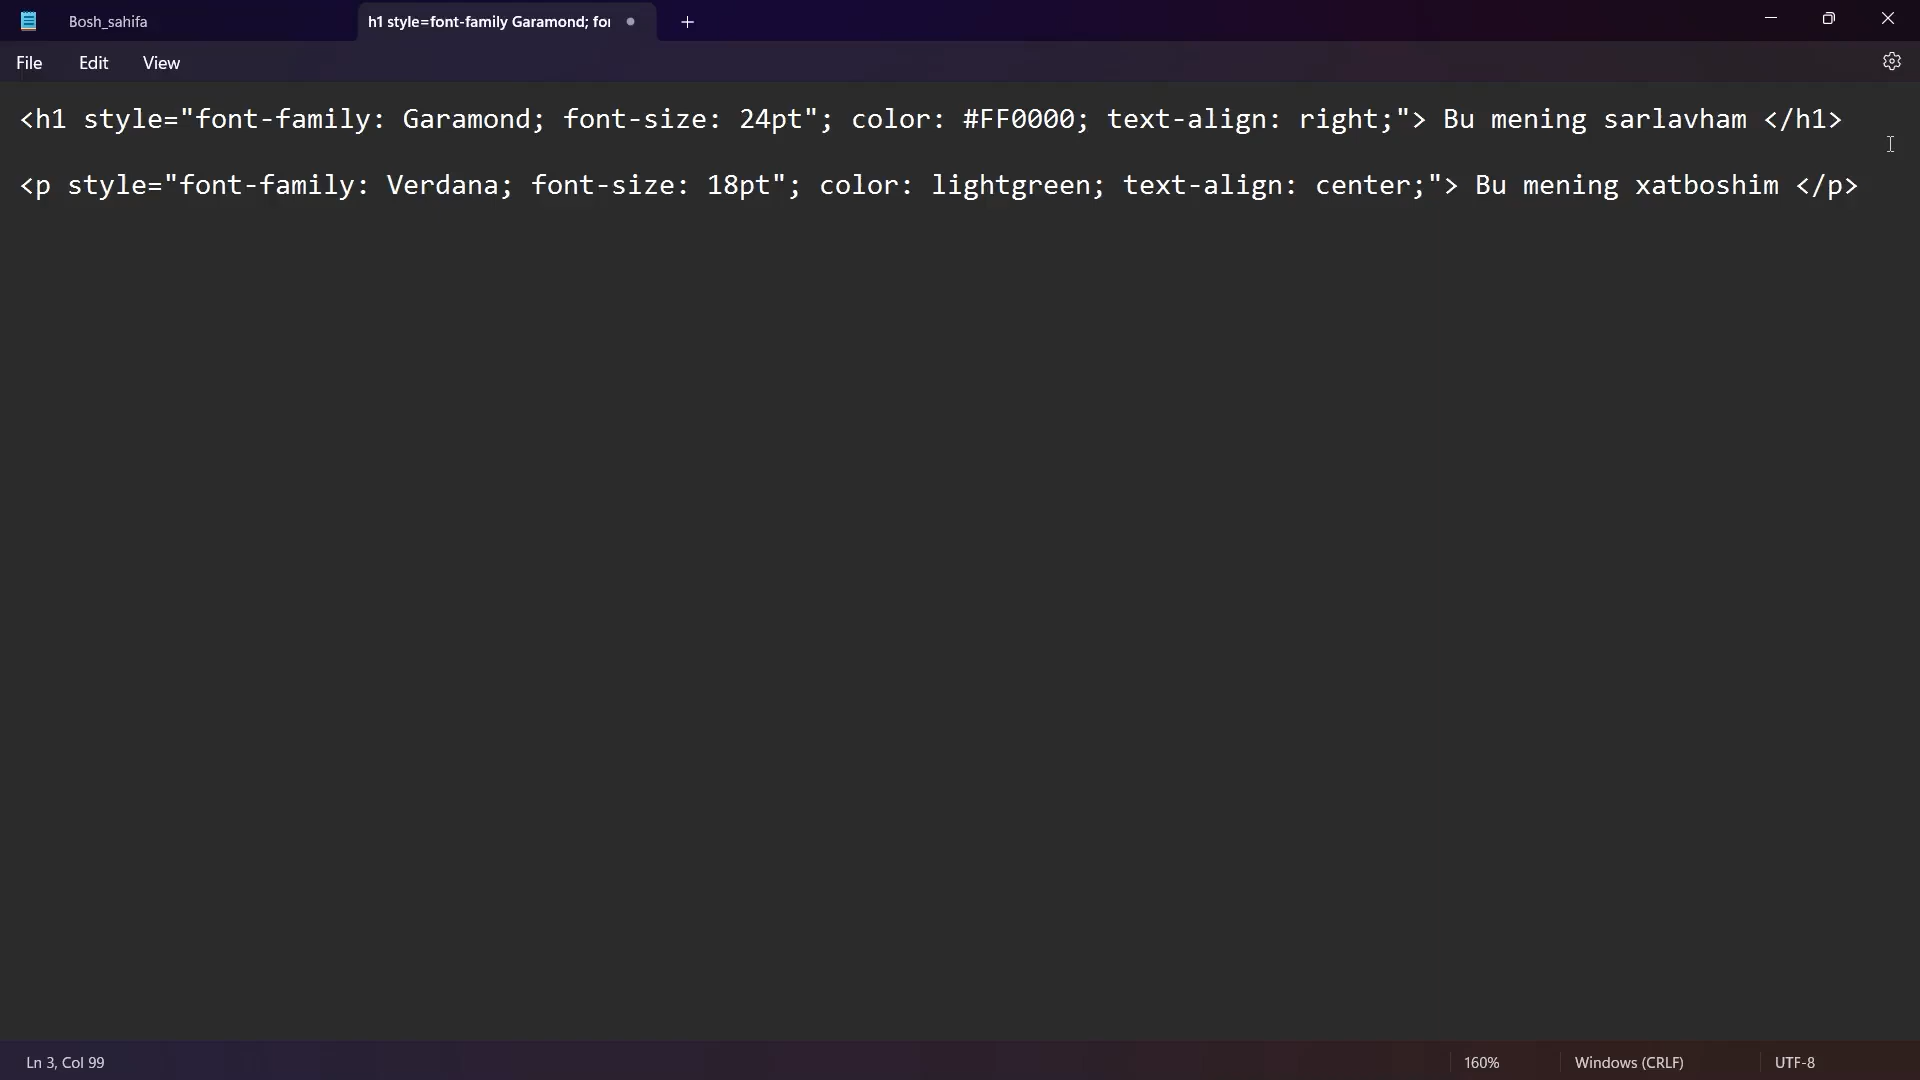 Bosh_sahifa
h1 style=font-family Garamond; for
File Edit View
<h1 style="font-family: Garamond; font-size: 24pt"; color: #FF0000; text-align: right;"> Bu mening sarlavham </h1>
<p style="font-family: Verdana; font-size: 18pt"; color: lightgreen; text-align: center;"> Bu mening xatboshim </p>
Ln 3, Col 99
160%
Windows (CRLF)
UTF-8